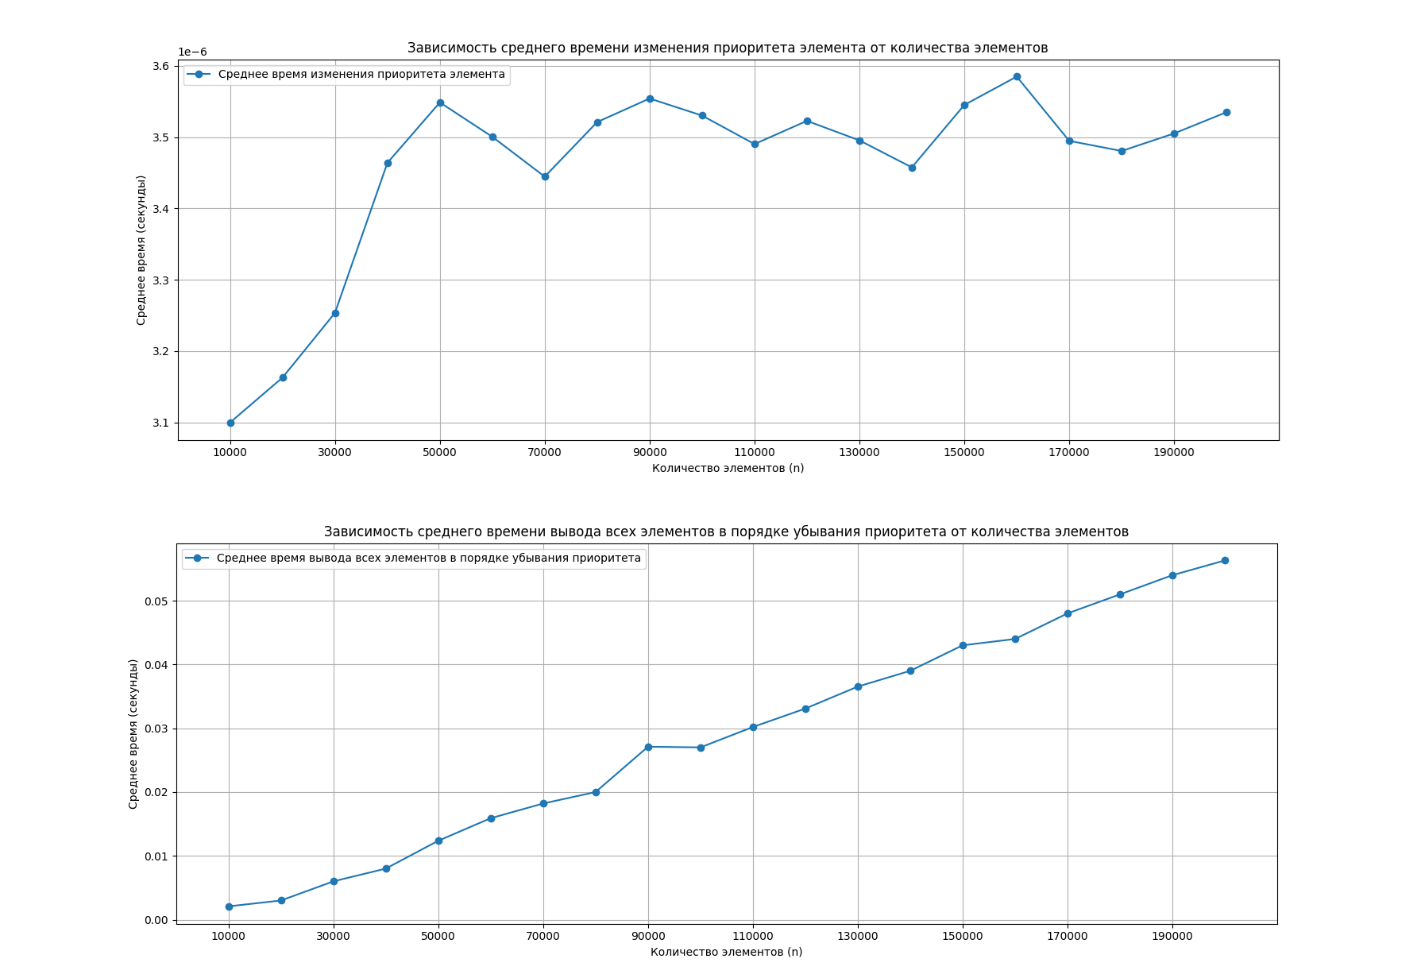 Зависимость среднего времени изменения приоритета элемента от количества элементов
1e−6
Среднее время изменения приоритета элемента
3.6
3.5
3.4
3.3
3.2
3.1
Среднее время (секунды)
10000 30000 50000 70000 90000 110000 130000 150000 170000 190000
Количество элементов (n)
Зависимость среднего времени вывода всех элементов в порядке убывания приоритета от количества элементов
Среднее время вывода всех элементов в порядке убывания приоритета
0.05
0.04
0.03
0.02
0.01
0.00
Среднее время (секунды)
10000 30000 50000 70000 90000 110000 130000 150000 170000 190000
Количество элементов (n)